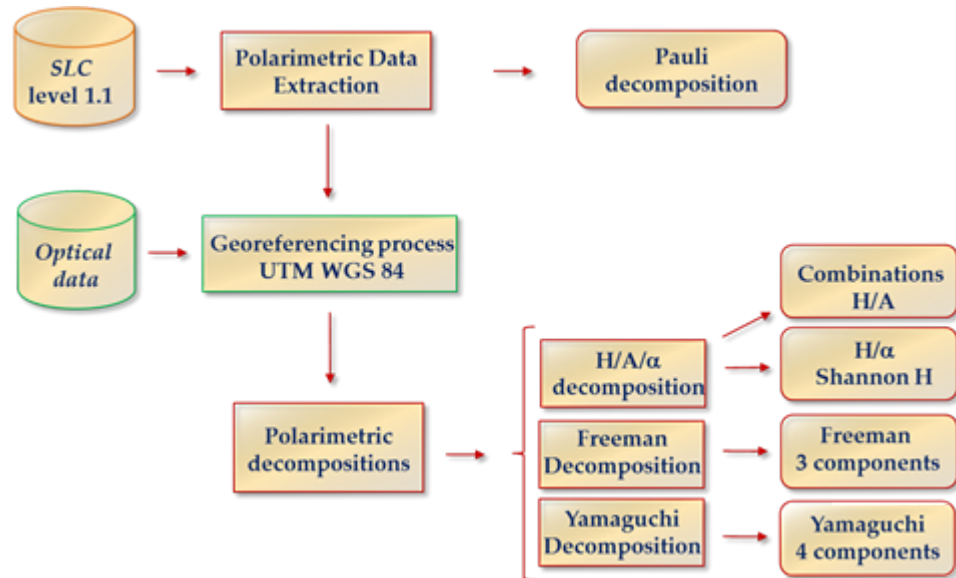 SLC
level 1.1
Polarimetric Data
Extraction
Pauli
decomposition
Optical
data
Georeferencing process
UTM WGS 84
Combinations
H/A
H/A/α
decomposition
H/α
Shannon H
Polarimetric
decompositions
Freeman
Decomposition
Freeman
3 components
Yamaguchi
Decomposition
Yamaguchi
4 components